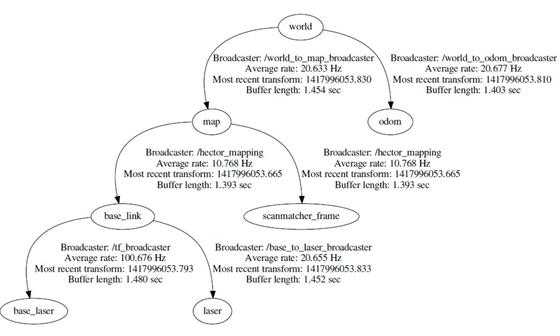 world
Broadcaster: /world_to_map_broadcaster
Average rate: 20.633 Hz
Most recent transform: 1417996053.830
Buffer length: 1.454 sec
Broadcaster: /world_to_odom_broadcaster
Average rate: 20.677 Hz
Most recent transform: 1417996053.810
Buffer length: 1.403 sec
map
odom
Broadcaster: /hector_mapping
Average rate: 10.768 Hz
Most recent transform: 1417996053.665
Buffer length: 1.393 sec
Broadcaster: /hector_mapping
Average rate: 10.768 Hz
Most recent transform: 1417996053.665
Buffer length: 1.393 sec
base_link
scanmatcher_frame
Broadcaster: /tf_broadcaster
Average rate: 100.676 Hz
Most recent transform: 1417996053.793
Buffer length: 1.480 sec
Broadcaster: /base_to_laser_broadcaster
Average rate: 20.655 Hz
Most recent transform: 1417996053.833
Buffer length: 1.452 sec
base_laser
laser